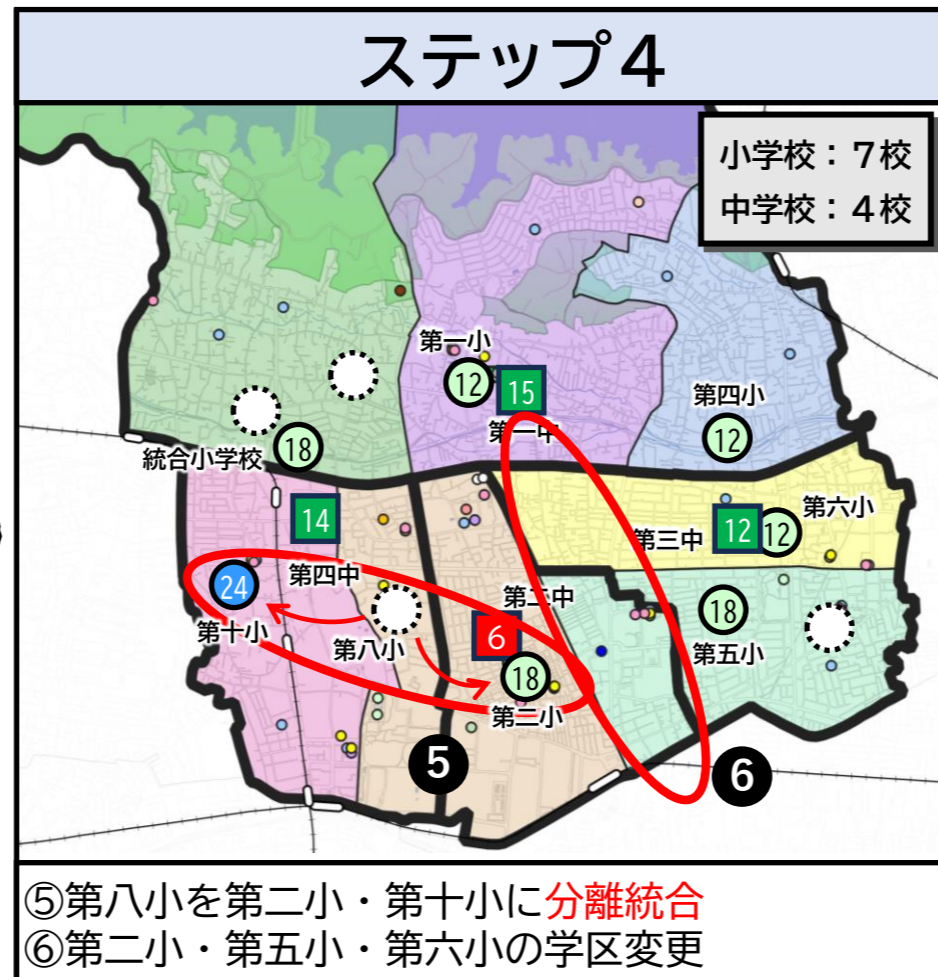 ステップ4
小学校：7校
中学校：4校
第一小
12
15
第一中
第四小
12
統合小学校
18
14
第四中
第三中
12
12
第六小
24
第十小
第八小
第二中
6
18
第二小
18
第五小
5
6
⑤第八小を第二小・第十小に分離統合
⑥第二小・第五小・第六小の学区変更